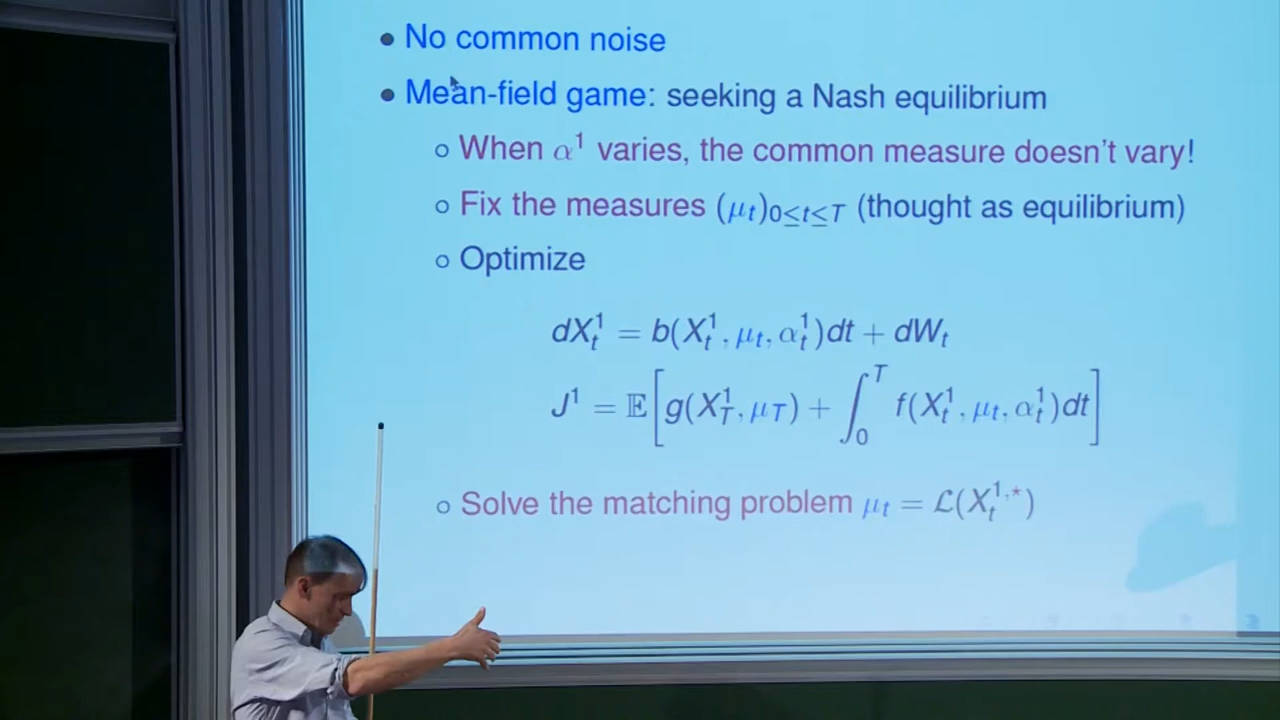 ● No common noise
● Mean-field game: seeking a Nash equilibrium
○ When α¹ varies, the common measure doesn't vary!
○ Fix the measures (μₜ)₀≤ₜ≤T (thought as equilibrium)
○ Optimize
dX_t^1 = b(X_t^1, μ_t, α_t^1)dt + dW_t
J^1 = 𝔼[g(X_T^1, μ_T) + ∫_0^T f(X_t^1, μ_t, α_t^1)dt]
○ Solve the matching problem μ_t = ℒ(X_t^{1,⋆})